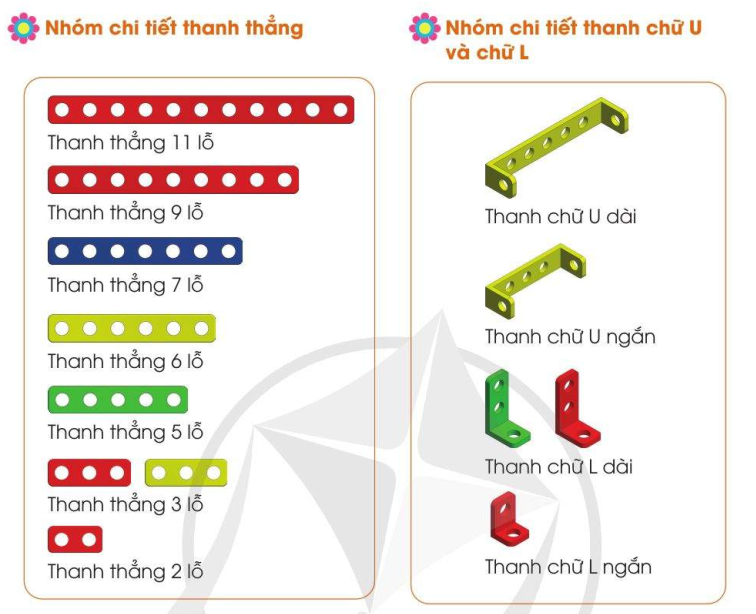 Nhóm chi tiết thanh thẳng
Thanh thẳng 11 lỗ
Thanh thẳng 9 lỗ
Thanh thẳng 7 lỗ
Thanh thẳng 6 lỗ
Thanh thẳng 5 lỗ
Thanh thẳng 3 lỗ
Thanh thẳng 2 lỗ
Nhóm chi tiết thanh chữ U
và chữ L
Thanh chữ U dài
Thanh chữ U ngắn
Thanh chữ L dài
Thanh chữ L ngắn